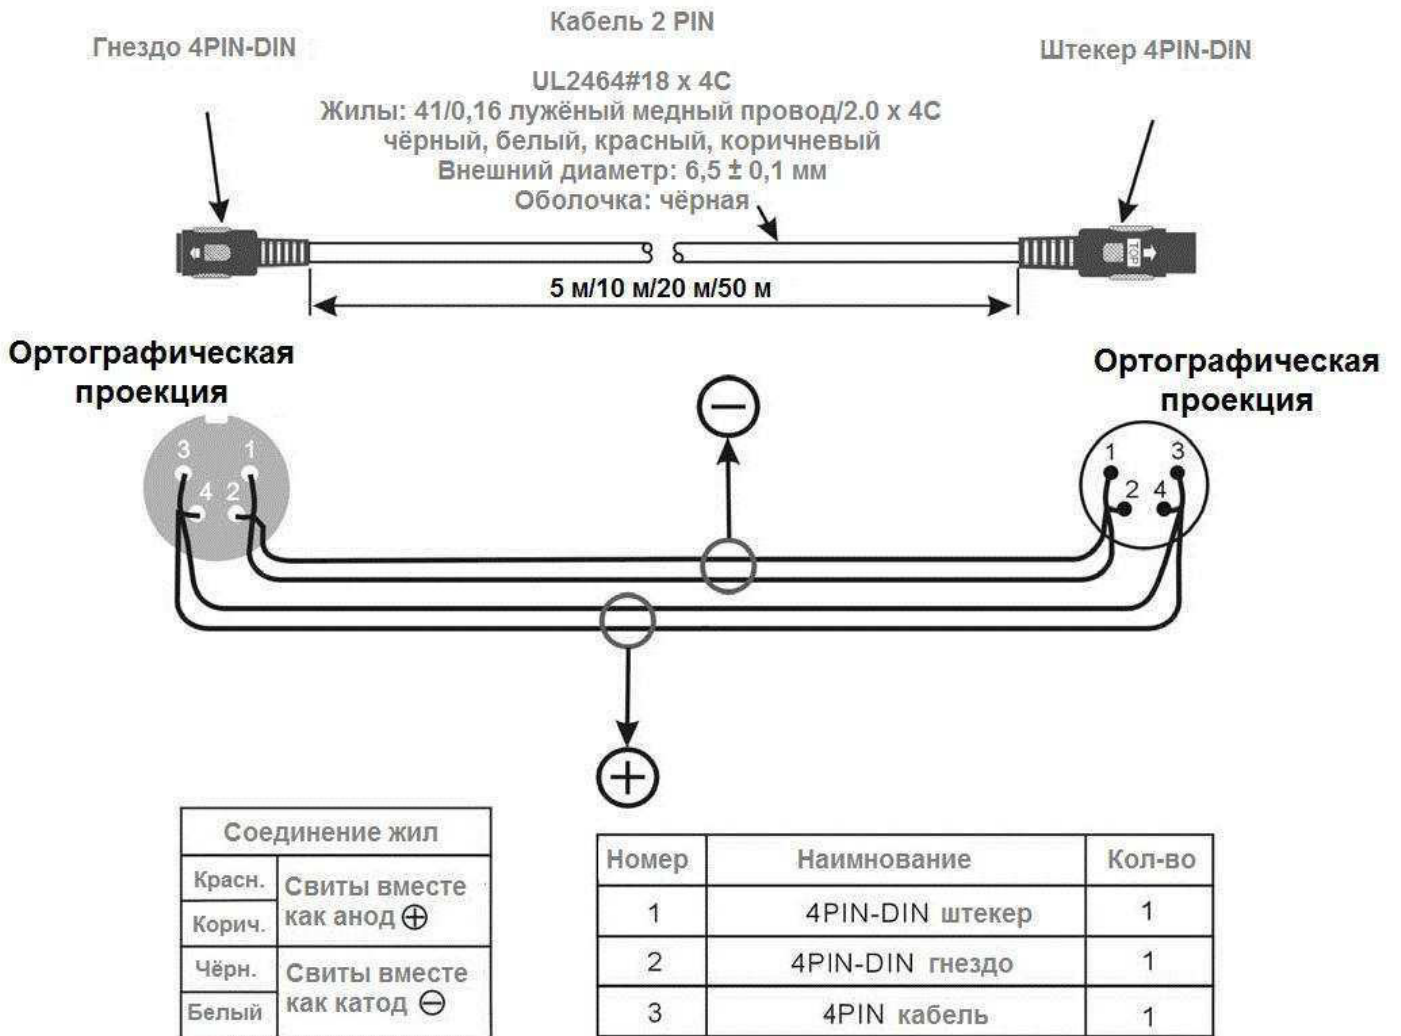 Кабель 2 PIN
Гнездо 4PIN-DIN
Штекер 4PIN-DIN
UL2464#18 x 4C
Жилы: 41/0,16 лужёный медный провод/2.0 x 4C
чёрный, белый, красный, коричневый
Внешний диаметр: 6,5 ± 0,1 мм
Оболочка: чёрная
TOP
5 м/10 м/20 м/50 м
Ортографическая
проекция
Ортографическая
проекция
3 1
4 2
1 3
2 4
−
+
Соединение жил
Красн.
Свиты вместе
как анод ⊕
Корич.
Чёрн.
Свиты вместе
как катод ⊖
Белый
Номер Наимнование Кол-во
1 4PIN-DIN штекер 1
2 4PIN-DIN гнездо 1
3 4PIN кабель 1